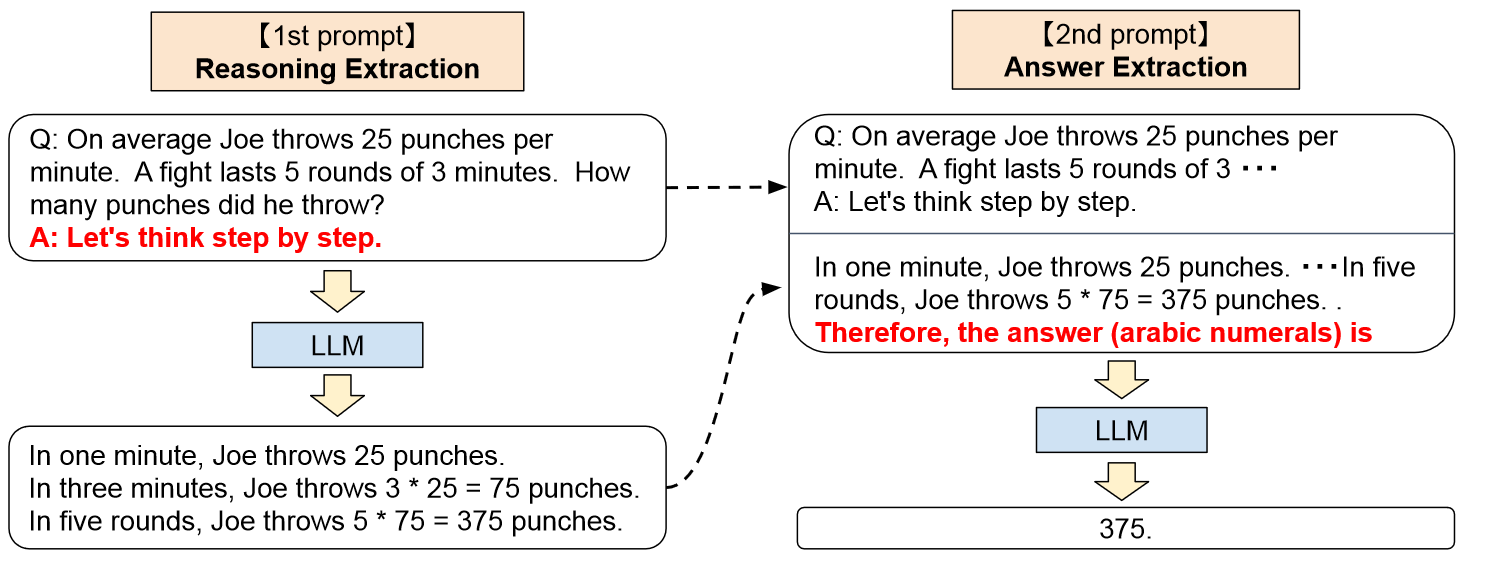 【1st prompt】
Reasoning Extraction
Q: On average Joe throws 25 punches per
minute.  A fight lasts 5 rounds of 3 minutes.  How
many punches did he throw?
A: Let's think step by step.
LLM
In one minute, Joe throws 25 punches.
In three minutes, Joe throws 3 * 25 = 75 punches.
In five rounds, Joe throws 5 * 75 = 375 punches.
【2nd prompt】
Answer Extraction
Q: On average Joe throws 25 punches per
minute.  A fight lasts 5 rounds of 3 ･･･
A: Let's think step by step.
In one minute, Joe throws 25 punches. ･･･In five
rounds, Joe throws 5 * 75 = 375 punches. .
Therefore, the answer (arabic numerals) is
LLM
375.